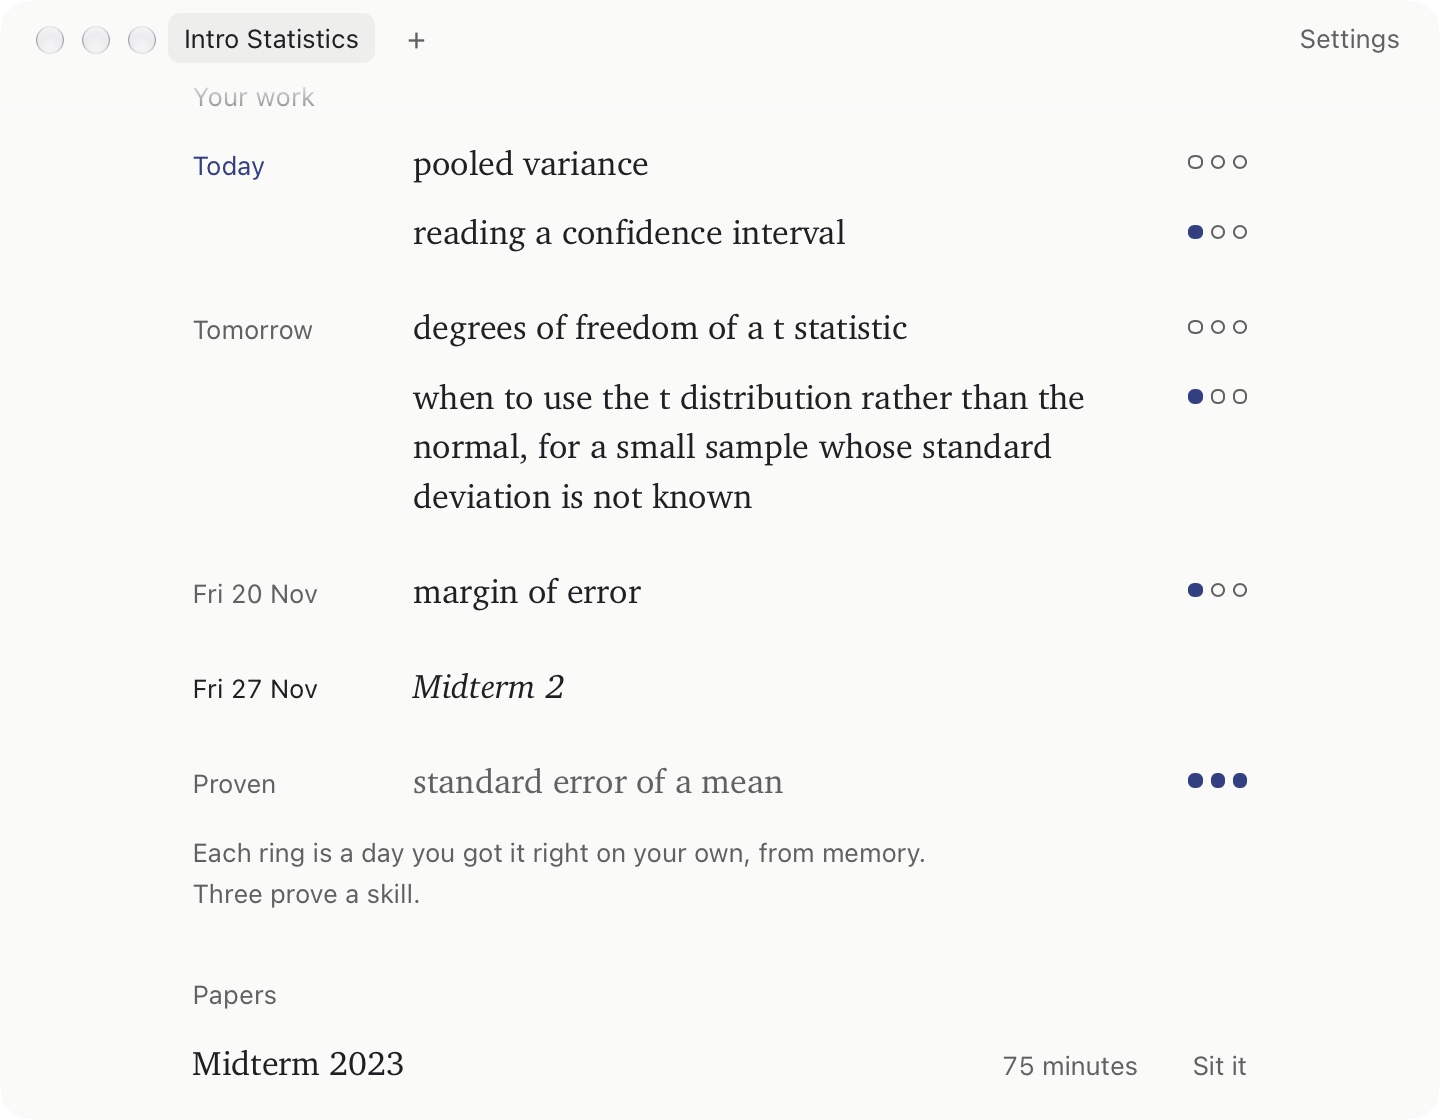 Intro Statistics
+
Settings
Your work
Today
pooled variance
reading a confidence interval
Tomorrow
degrees of freedom of a t statistic
when to use the t distribution rather than the
normal, for a small sample whose standard
deviation is not known
Fri 20 Nov
margin of error
Fri 27 Nov
Midterm 2
Proven
standard error of a mean
Each ring is a day you got it right on your own, from memory.
Three prove a skill.
Papers
Midterm 2023
75 minutes
Sit it